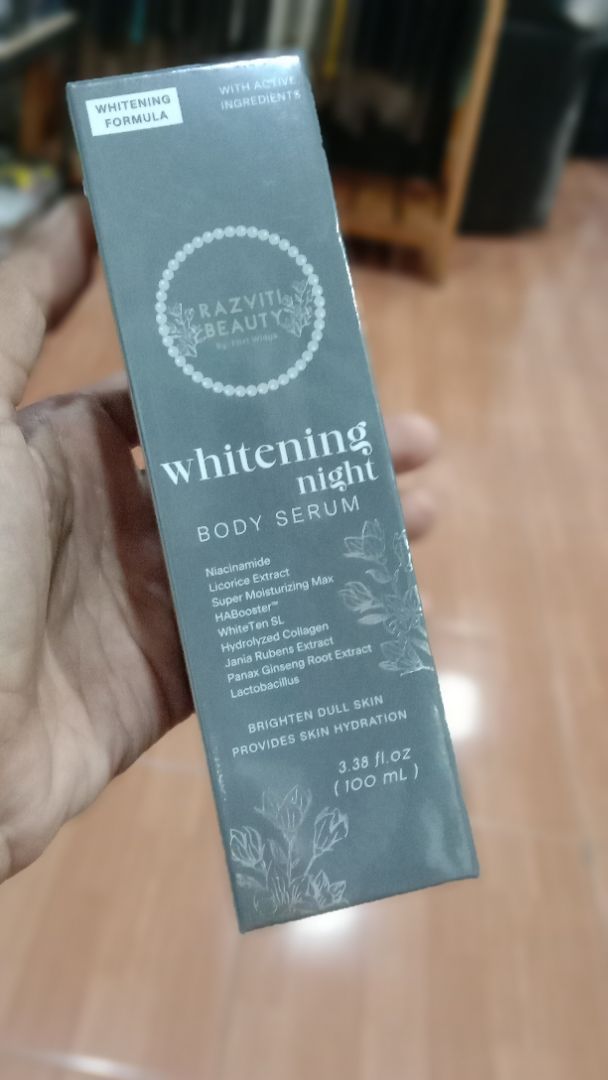 WHITENING
FORMULA
WITH ACTIVE
INGREDIENTS
RAZVITI
BEAUTY
By
whitening
night
BODY SERUM
Niacinamide
Licorice Extract
Super Moisturizing Max
HABooster™
WhiteTen SL
Hydrolyzed Collagen
Jania Rubens Extract
Panax Ginseng Root Extract
Lactobacillus
BRIGHTEN DULL SKIN
PROVIDES SKIN HYDRATION
3.38 fl.oz
( 100 mL )